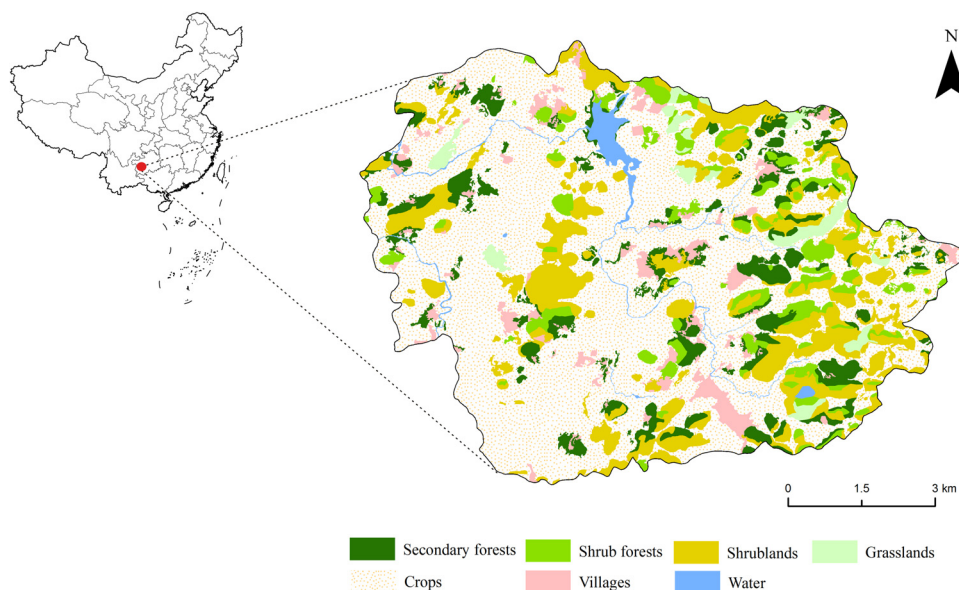 N
0 1.5 3 km
Secondary forests Shrub forests Shrublands Grasslands
Crops Villages Water